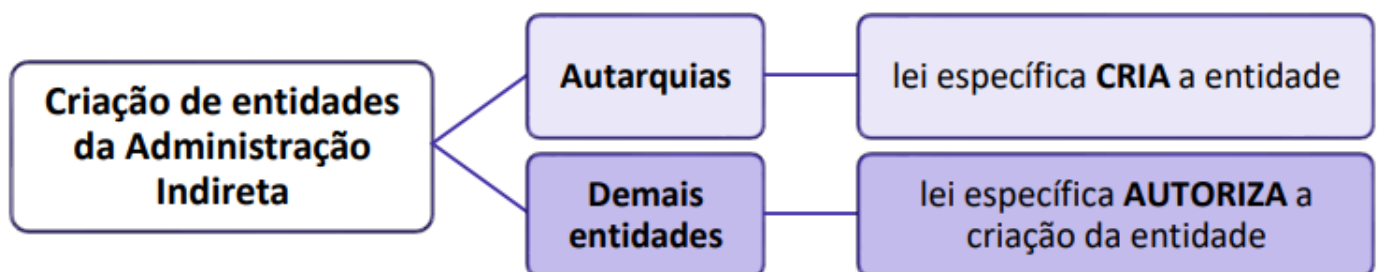 Criação de entidades
da Administração
Indireta
Autarquias
lei específica CRIA a entidade
Demais
entidades
lei específica AUTORIZA a
criação da entidade